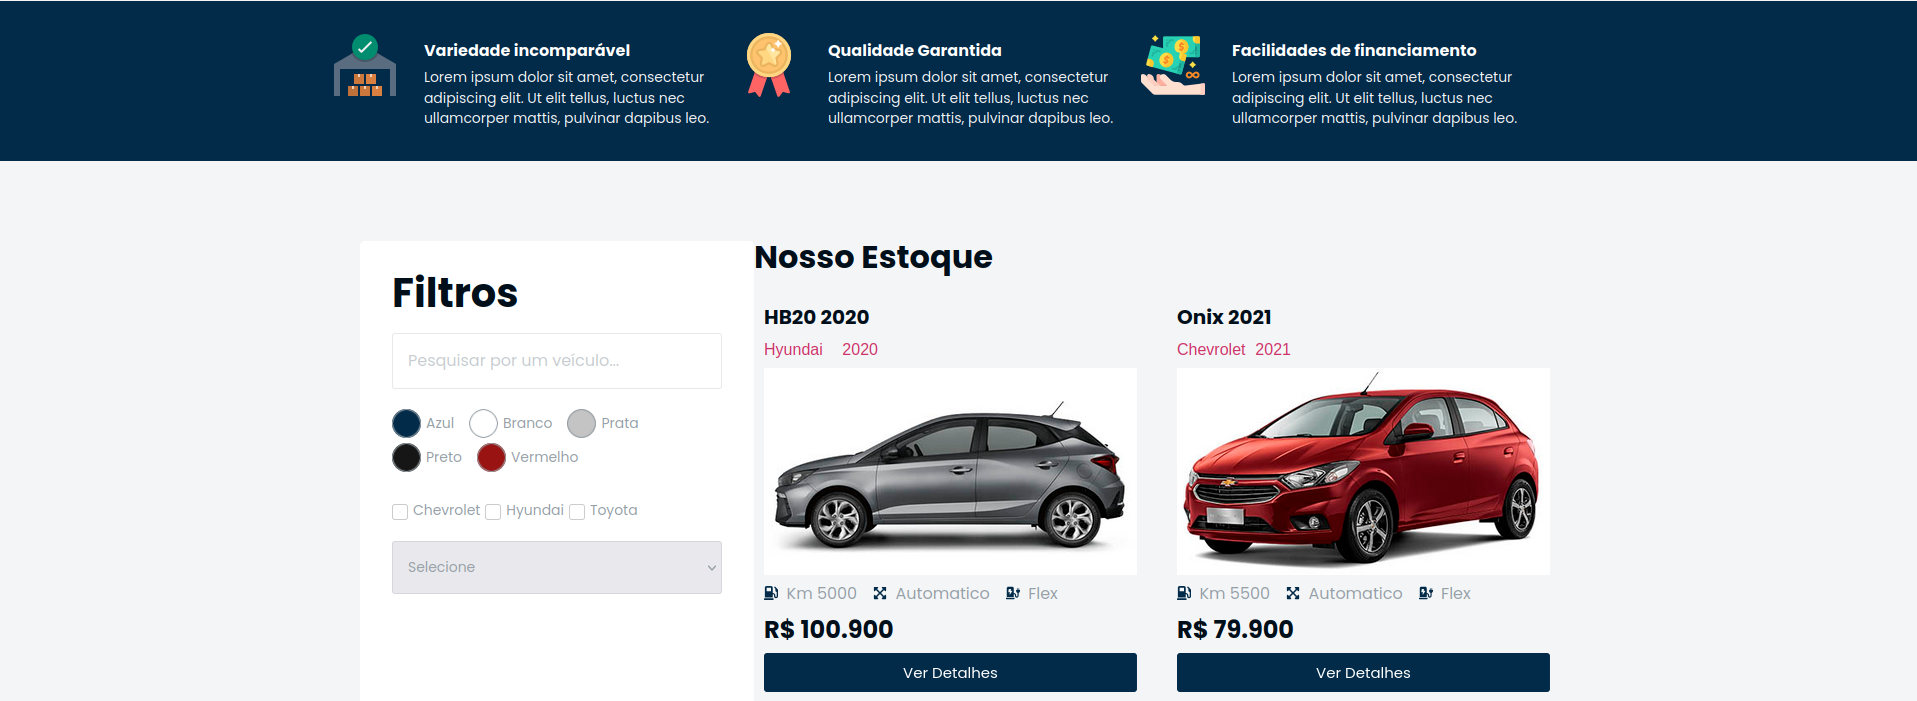 Variedade incomparável
Lorem ipsum dolor sit amet, consectetur
adipiscing elit. Ut elit tellus, luctus nec
ullamcorper mattis, pulvinar dapibus leo.
Qualidade Garantida
Lorem ipsum dolor sit amet, consectetur
adipiscing elit. Ut elit tellus, luctus nec
ullamcorper mattis, pulvinar dapibus leo.
Facilidades de financiamento
Lorem ipsum dolor sit amet, consectetur
adipiscing elit. Ut elit tellus, luctus nec
ullamcorper mattis, pulvinar dapibus leo.
Filtros
Pesquisar por um veículo...
Azul Branco Prata
Preto Vermelho
Chevrolet Hyundai Toyota
Selecione
Nosso Estoque
HB20 2020
Hyundai 2020
Km 5000 Automatico Flex
R$ 100.900
Ver Detalhes
Onix 2021
Chevrolet 2021
Km 5500 Automatico Flex
R$ 79.900
Ver Detalhes